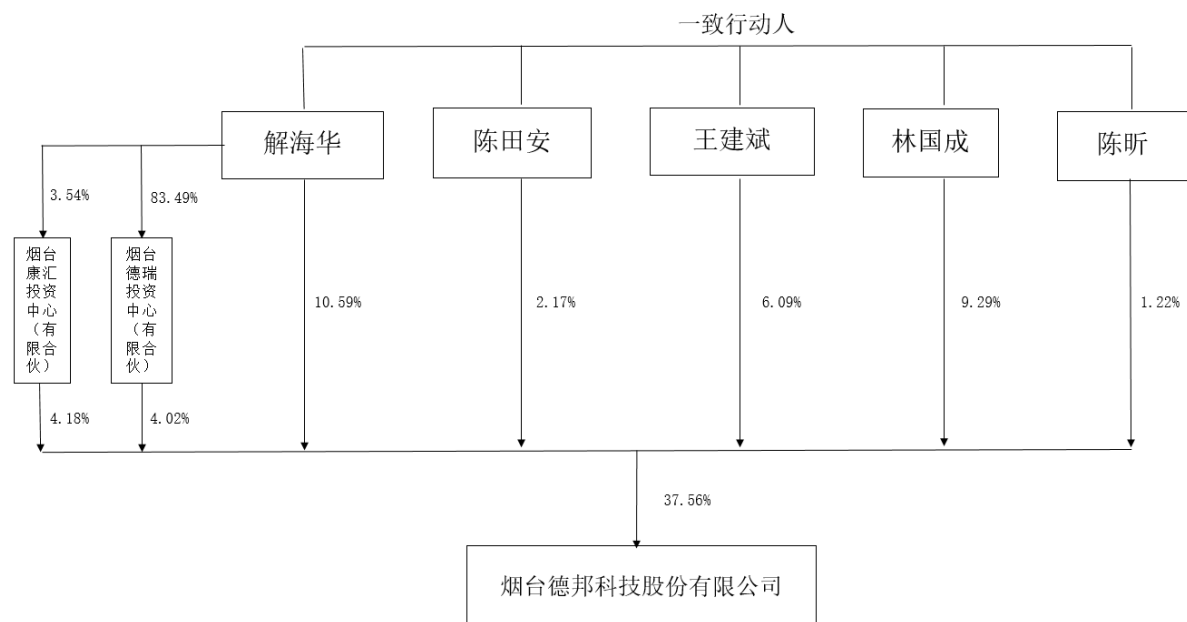 一致行动人
解海华
陈田安
王建斌
林国成
陈昕
3.54%
83.49%
烟台
康汇
投资
中心
（有
限合
伙）
烟台
德瑞
投资
中心
（有
限合
伙）
10.59%
2.17%
6.09%
9.29%
1.22%
4.18%
4.02%
37.56%
烟台德邦科技股份有限公司